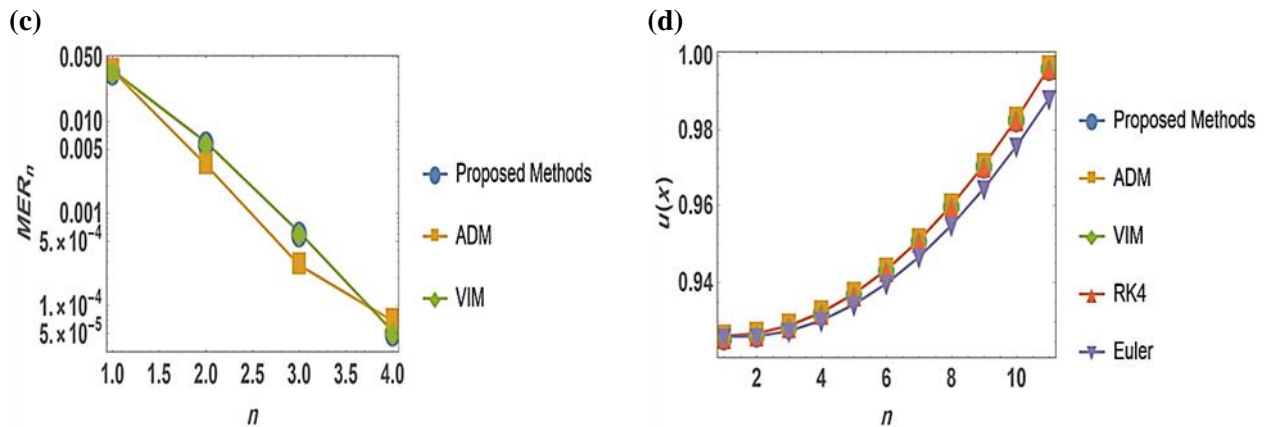 (c)
0.050
0.010
0.005
0.001
5.×10⁻⁴
1.×10⁻⁴
5.×10⁻⁵
MERₙ
1.0 1.5 2.0 2.5 3.0 3.5 4.0
n
Proposed Methods
ADM
VIM
(d)
1.00
0.98
0.96
0.94
u(x)
2 4 6 8 10
n
Proposed Methods
ADM
VIM
RK4
Euler